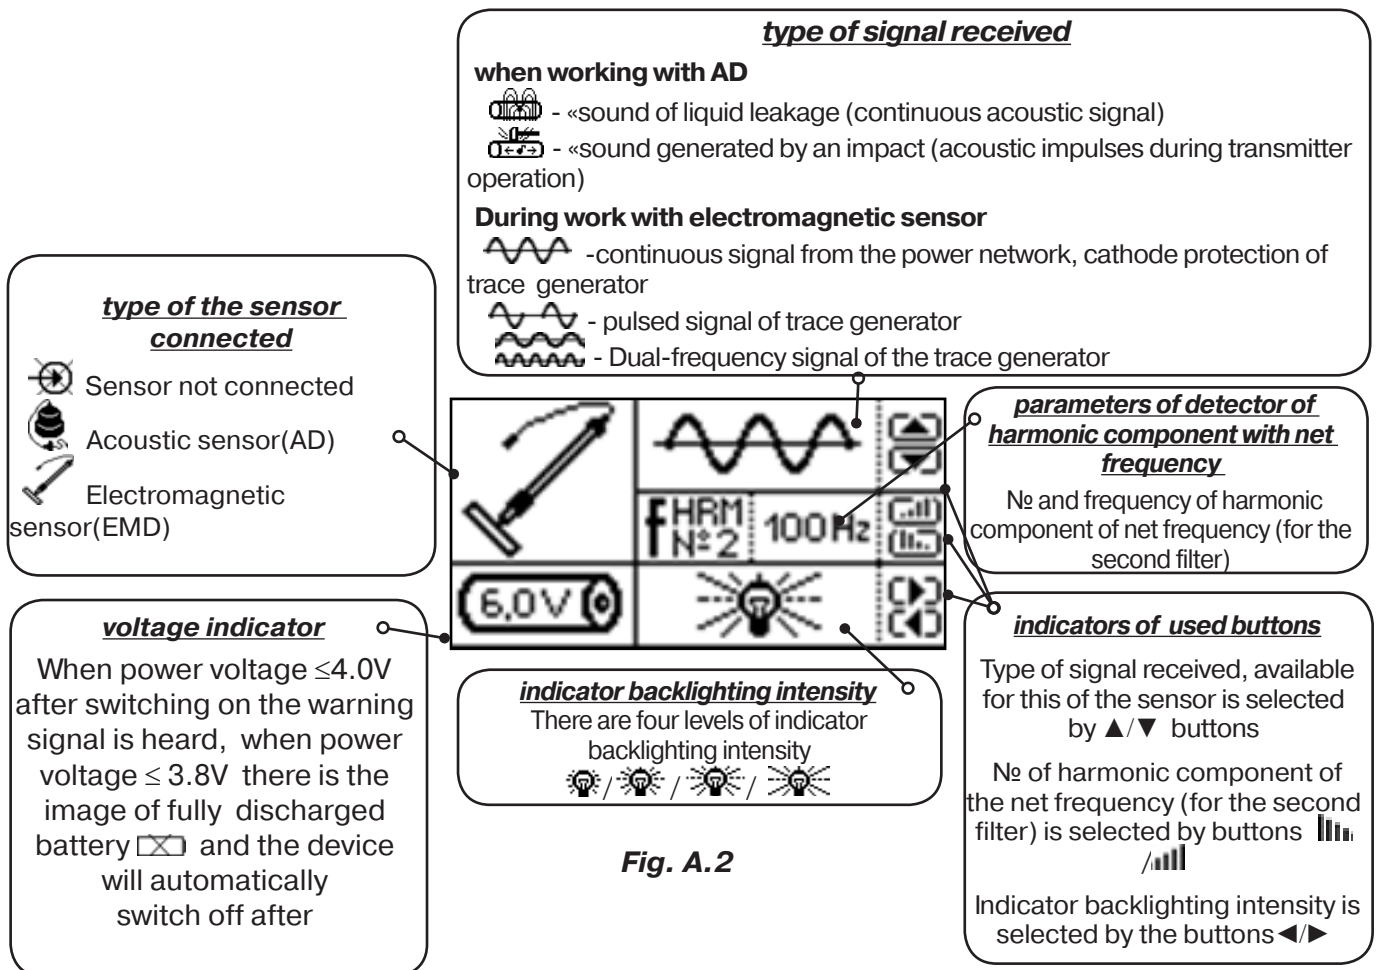 type of signal received
when working with AD
- «sound of liquid leakage (continuous acoustic signal)
- «sound generated by an impact (acoustic impulses during transmitter
operation)
During work with electromagnetic sensor
-continuous signal from the power network, cathode protection of
trace generator
- pulsed signal of trace generator
- Dual-frequency signal of the trace generator
type of the sensor
connected
Sensor not connected
Acoustic sensor(AD)
Electromagnetic
sensor(EMD)
f HRM
№2
100Hz
6,0V
parameters of detector of
harmonic component with net
frequency
№ and frequency of harmonic
component of net frequency (for the
second filter)
voltage indicator
When power voltage ≤4.0V
after switching on the warning
signal is heard, when power
voltage ≤ 3.8V there is the
image of fully discharged
battery and the device
will automatically
switch off after
indicator backlighting intensity
There are four levels of indicator
backlighting intensity
/ / /
indicators of used buttons
Type of signal received, available
for this of the sensor is selected
by ▲/▼ buttons
№ of harmonic component of
the net frequency (for the second
filter) is selected by buttons
/
Indicator backlighting intensity is
selected by the buttons ◄/►
Fig. A.2